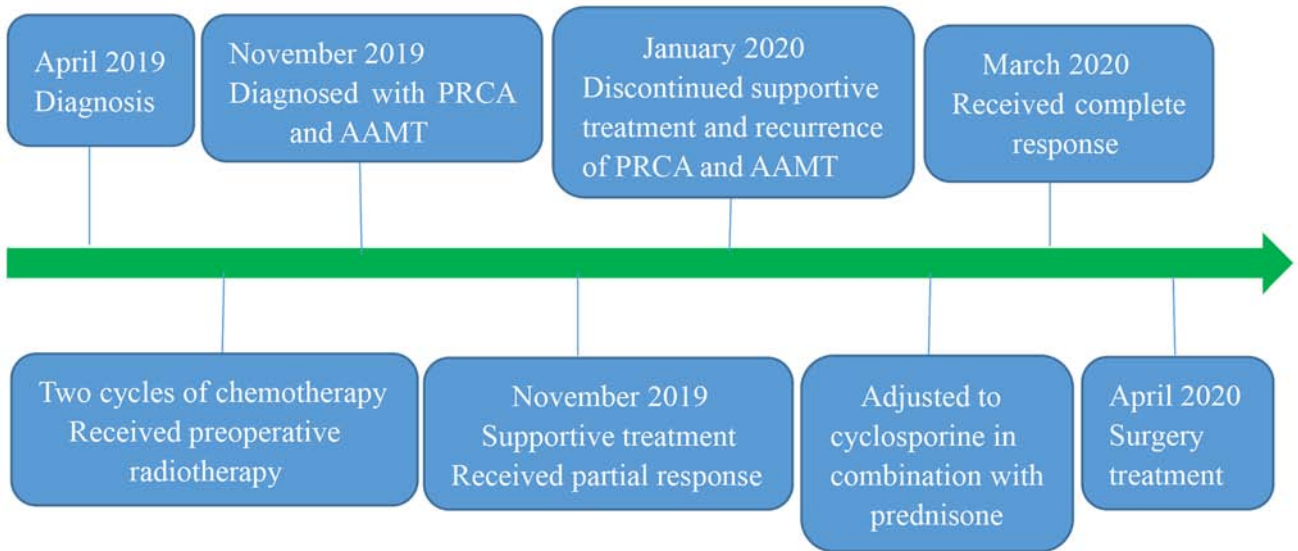 April 2019
Diagnosis
November 2019
Diagnosed with PRCA
and AAMT
January 2020
Discontinued supportive
treatment and recurrence
of PRCA and AAMT
March 2020
Received complete
response
Two cycles of chemotherapy
Received preoperative
radiotherapy
November 2019
Supportive treatment
Received partial response
Adjusted to
cyclosporine in
combination with
prednisone
April 2020
Surgery
treatment